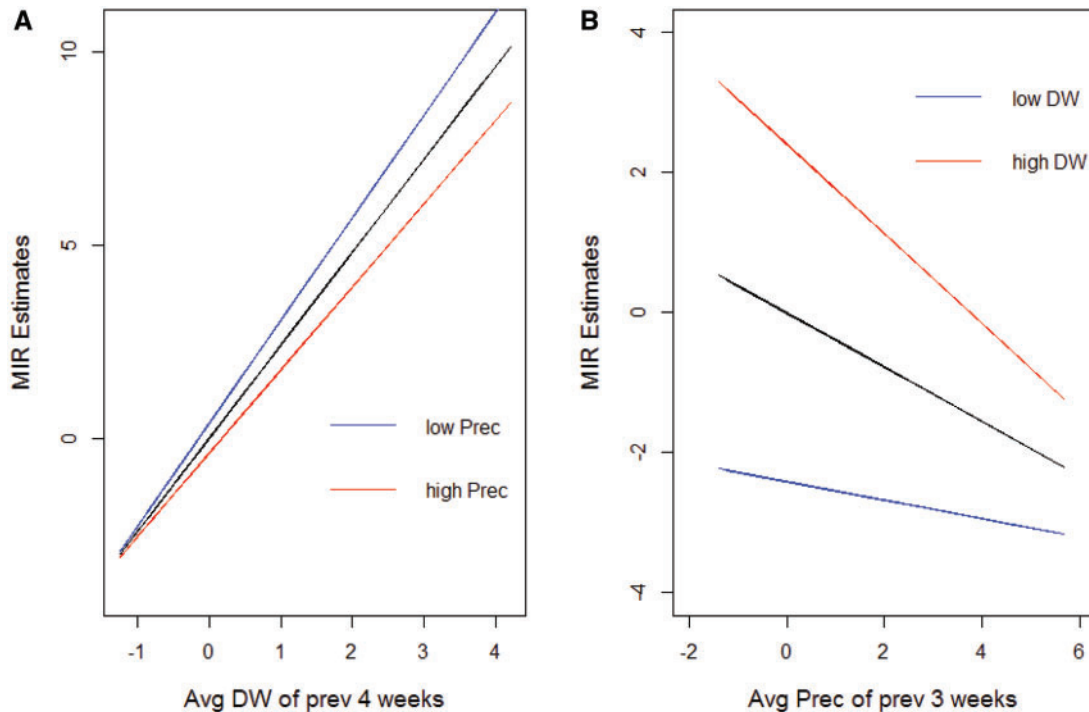 A
10
5
0
MIR Estimates
low Prec
high Prec
-1 0 1 2 3 4
Avg DW of prev 4 weeks
B
4
2
0
-2
-4
MIR Estimates
low DW
high DW
-2 0 2 4 6
Avg Prec of prev 3 weeks